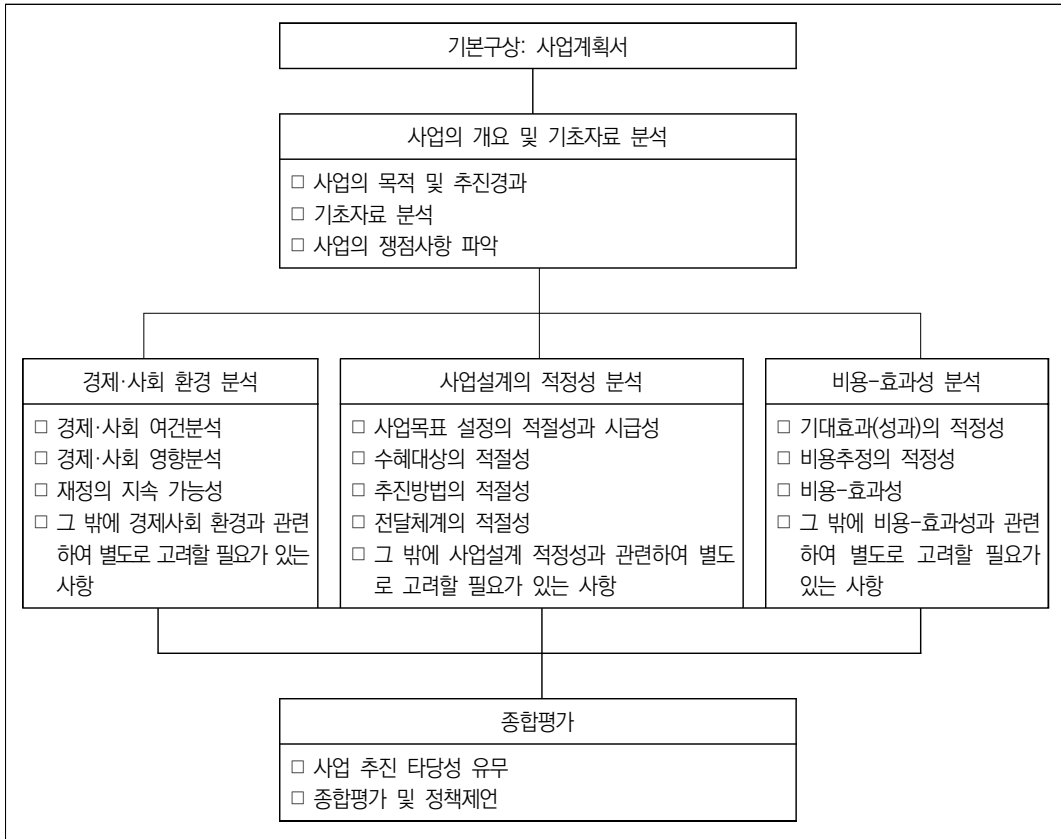 기본구상: 사업계획서
사업의 개요 및 기초자료 분석
□ 사업의 목적 및 추진경과
□ 기초자료 분석
□ 사업의 쟁점사항 파악
경제·사회 환경 분석
□ 경제·사회 여건분석
□ 경제·사회 영향분석
□ 재정의 지속 가능성
□ 그 밖에 경제사회 환경과 관련
하여 별도로 고려할 필요가 있는
사항
사업설계의 적정성 분석
□ 사업목표 설정의 적절성과 시급성
□ 수혜대상의 적절성
□ 추진방법의 적절성
□ 전달체계의 적절성
□ 그 밖에 사업설계 적정성과 관련하여 별도
로 고려할 필요가 있는 사항
비용-효과성 분석
□ 기대효과(성과)의 적정성
□ 비용추정의 적정성
□ 비용-효과성
□ 그 밖에 비용-효과성과 관련
하여 별도로 고려할 필요가
있는 사항
종합평가
□ 사업 추진 타당성 유무
□ 종합평가 및 정책제언